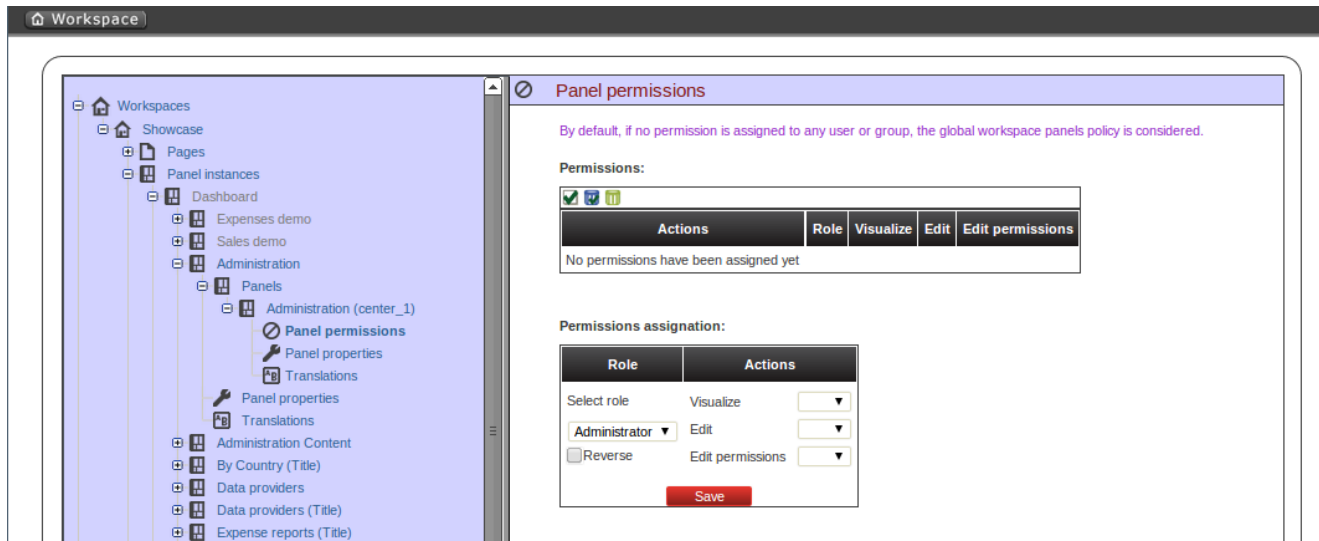 Workspace
Workspaces
Showcase
Pages
Panel instances
Dashboard
Expenses demo
Sales demo
Administration
Panels
Administration (center_1)
Panel permissions
Panel properties
Translations
Panel properties
Translations
Administration Content
By Country (Title)
Data providers
Data providers (Title)
Expense reports (Title)
Panel permissions
By default, if no permission is assigned to any user or group, the global workspace panels policy is considered.
Permissions:
Actions Role Visualize Edit Edit permissions
No permissions have been assigned yet
Permissions assignation:
Role Actions
Select role Visualize
Administrator Edit
Reverse Edit permissions
Save